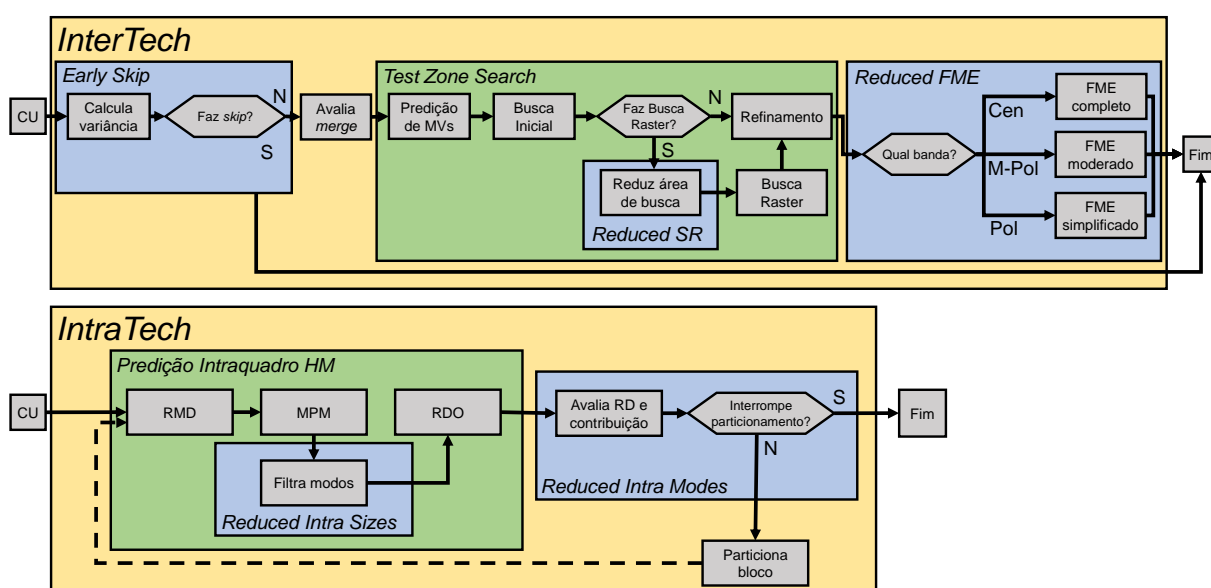 InterTech
Early Skip
CU
Calcula
variância
Faz skip?
N
S
Avalia
merge
Test Zone Search
Predição
de MVs
Busca
Inicial
Faz Busca
Raster?
N
S
Refinamento
Reduz área
de busca
Reduced SR
Busca
Raster
Reduced FME
Qual banda?
Cen
M-Pol
Pol
FME
completo
FME
moderado
FME
simplificado
Fim
IntraTech
Predição Intraquadro HM
CU
RMD
MPM
RDO
Filtra modos
Reduced Intra Sizes
Avalia RD e
contribuição
Interrompe
particionamento?
S
N
Reduced Intra Modes
Fim
Particiona
bloco